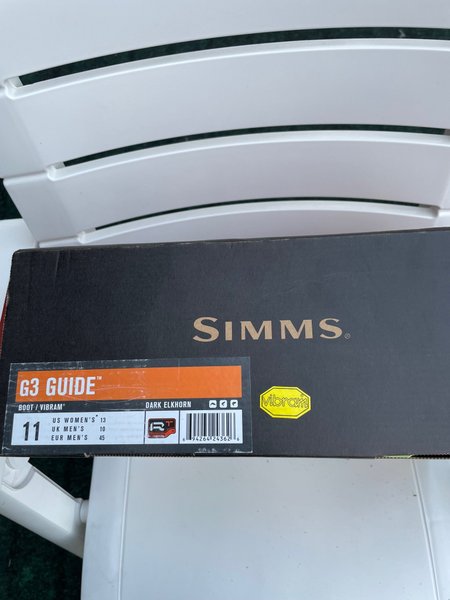 SIMMS®
G3 GUIDE™
BOOT / VIBRAM® DARK ELKHORN
vibram
11
US WOMEN'S* 13
UK MEN'S 10
EUR MEN'S 45